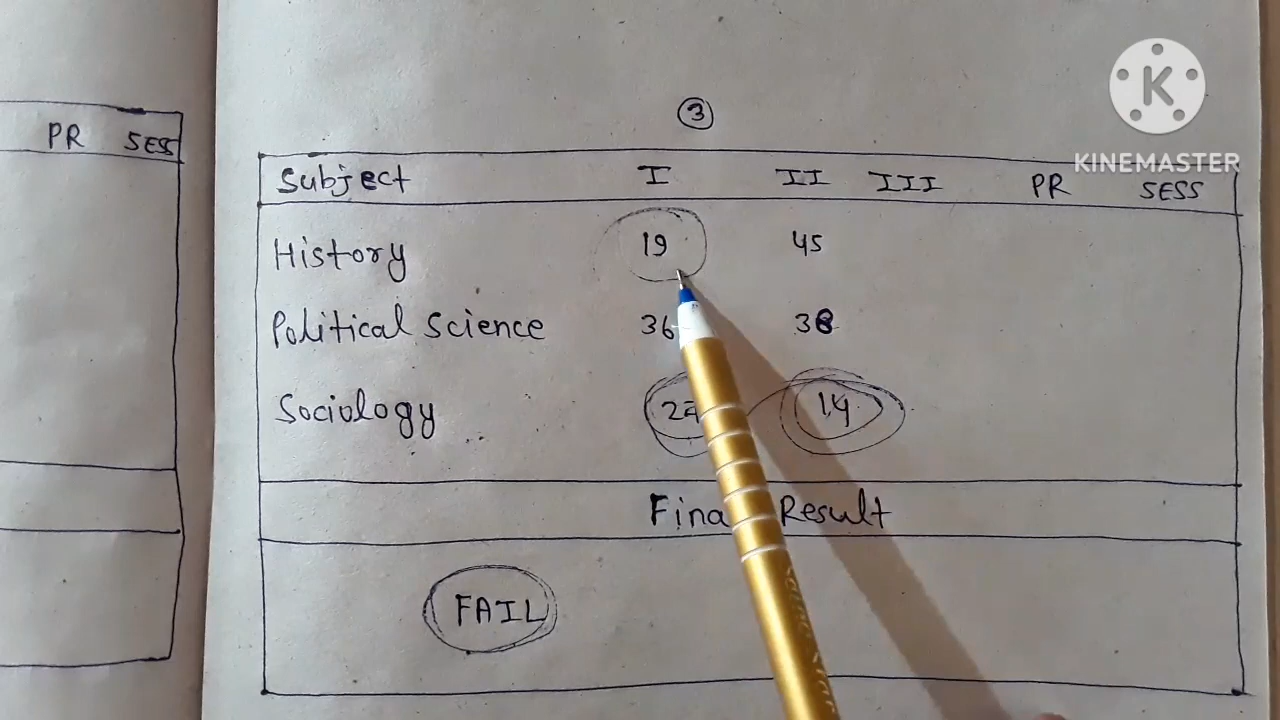 PR SESS
K
KINEMASTER
3
Subject I II III PR SESS
History 19 45
Political Science 36 38
Sociology 14
Final Result
FAIL